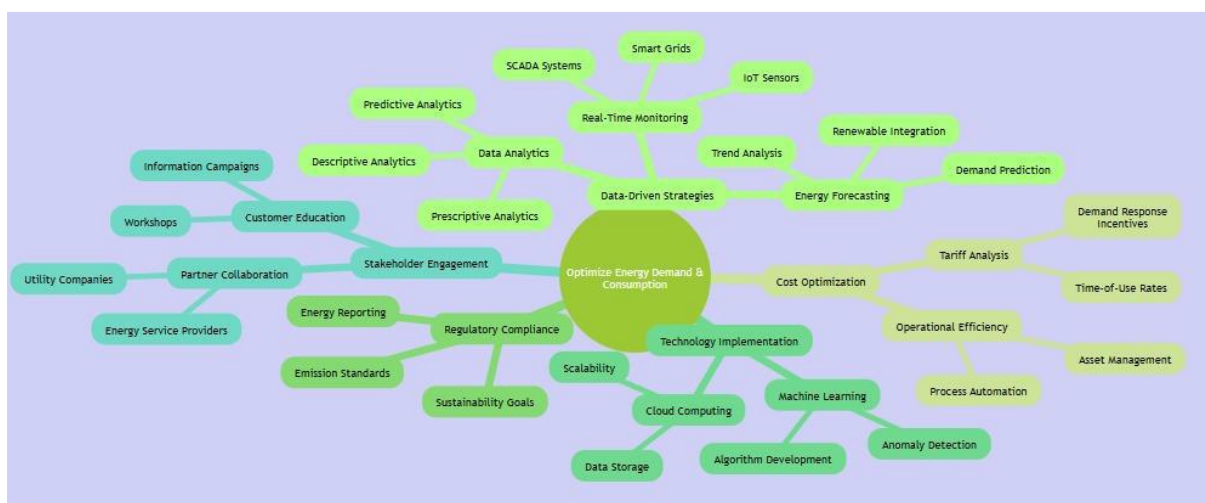 Optimize Energy Demand &
Consumption
Data-Driven Strategies
Real-Time Monitoring
SCADA Systems
Smart Grids
IoT Sensors
Data Analytics
Predictive Analytics
Descriptive Analytics
Prescriptive Analytics
Energy Forecasting
Trend Analysis
Renewable Integration
Demand Prediction
Cost Optimization
Tariff Analysis
Demand Response
Incentives
Time-of-Use Rates
Operational Efficiency
Asset Management
Process Automation
Technology Implementation
Machine Learning
Anomaly Detection
Algorithm Development
Cloud Computing
Scalability
Data Storage
Regulatory Compliance
Energy Reporting
Emission Standards
Sustainability Goals
Stakeholder Engagement
Customer Education
Information Campaigns
Workshops
Partner Collaboration
Utility Companies
Energy Service Providers